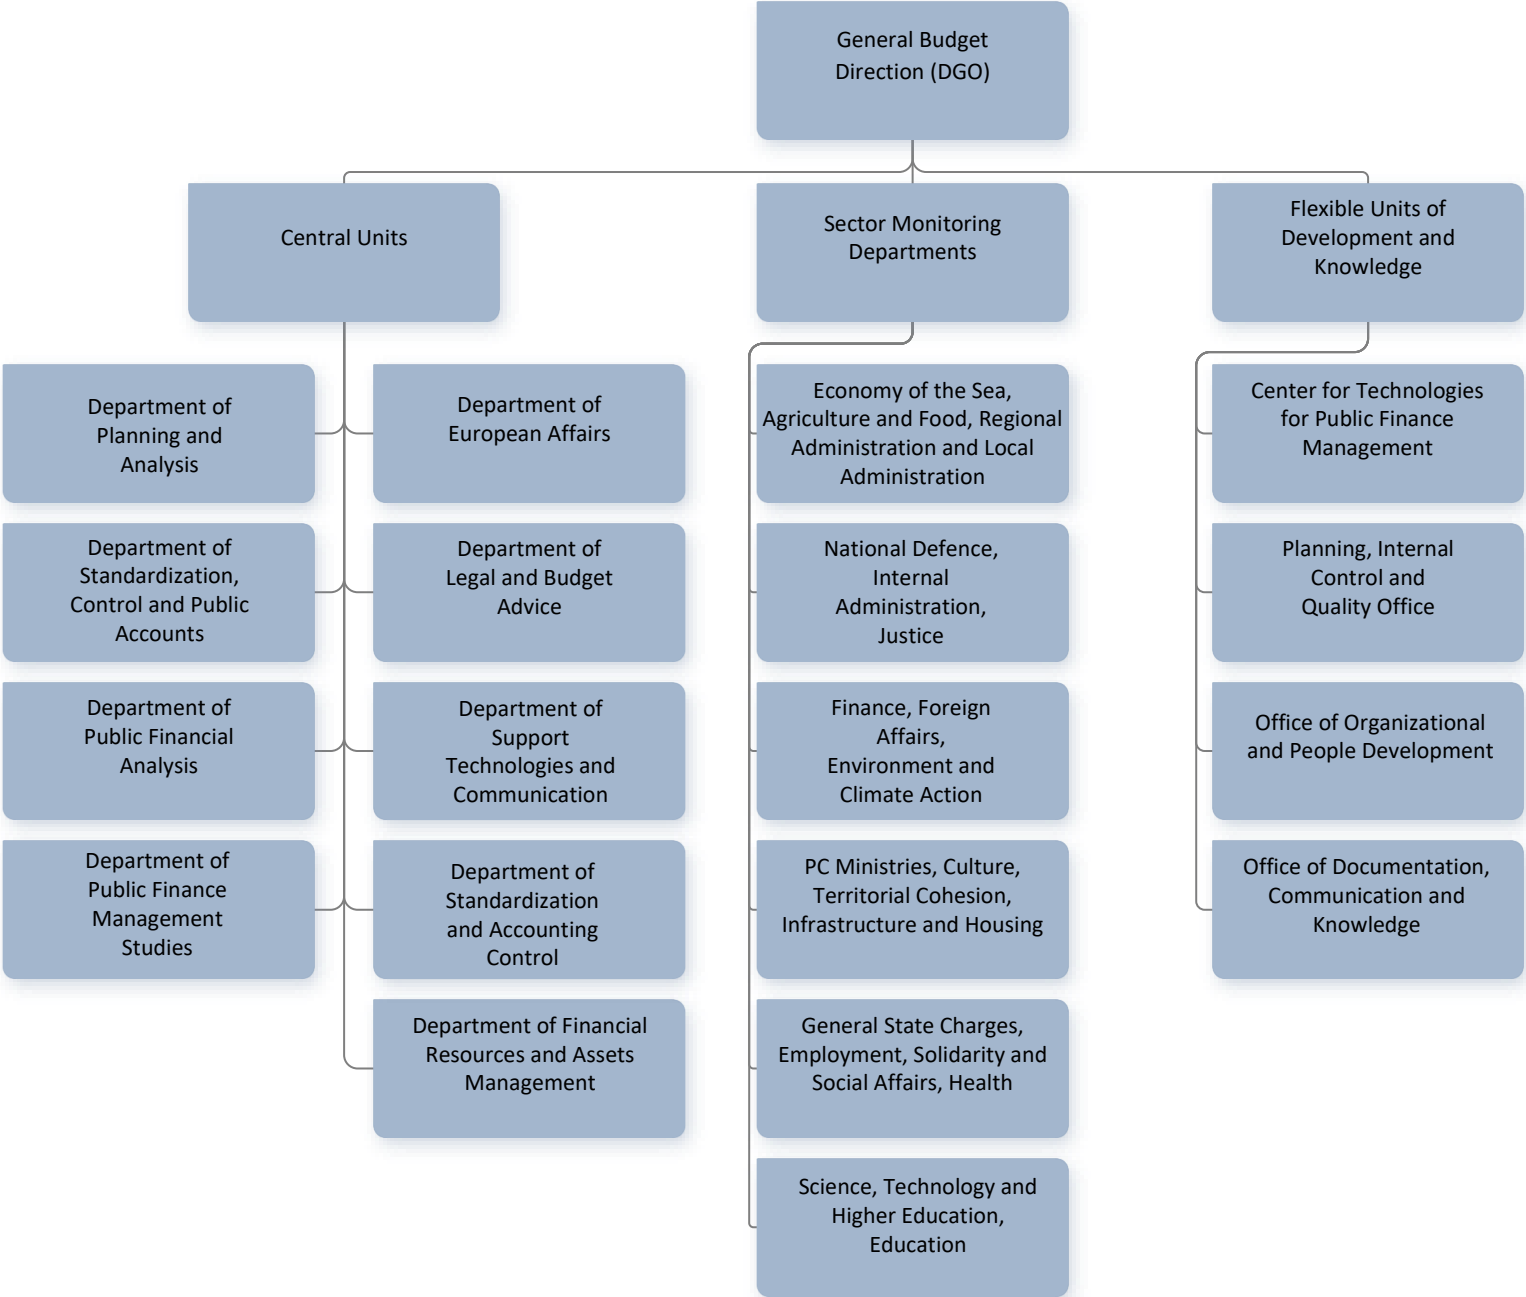 General Budget
Direction (DGO)
Central Units
Sector Monitoring
Departments
Flexible Units of
Development and
Knowledge
Department of
Planning and
Analysis
Department of
European Affairs
Department of
Standardization,
Control and Public
Accounts
Department of
Legal and Budget
Advice
Department of
Public Financial
Analysis
Department of
Support
Technologies and
Communication
Department of
Public Finance
Management
Studies
Department of
Standardization
and Accounting
Control
Department of Financial
Resources and Assets
Management
Economy of the Sea,
Agriculture and Food, Regional
Administration and Local
Administration
National Defence,
Internal
Administration,
Justice
Finance, Foreign
Affairs,
Environment and
Climate Action
PC Ministries, Culture,
Territorial Cohesion,
Infrastructure and Housing
General State Charges,
Employment, Solidarity and
Social Affairs, Health
Science, Technology and
Higher Education,
Education
Center for Technologies
for Public Finance
Management
Planning, Internal
Control and
Quality Office
Office of Organizational
and People Development
Office of Documentation,
Communication and
Knowledge